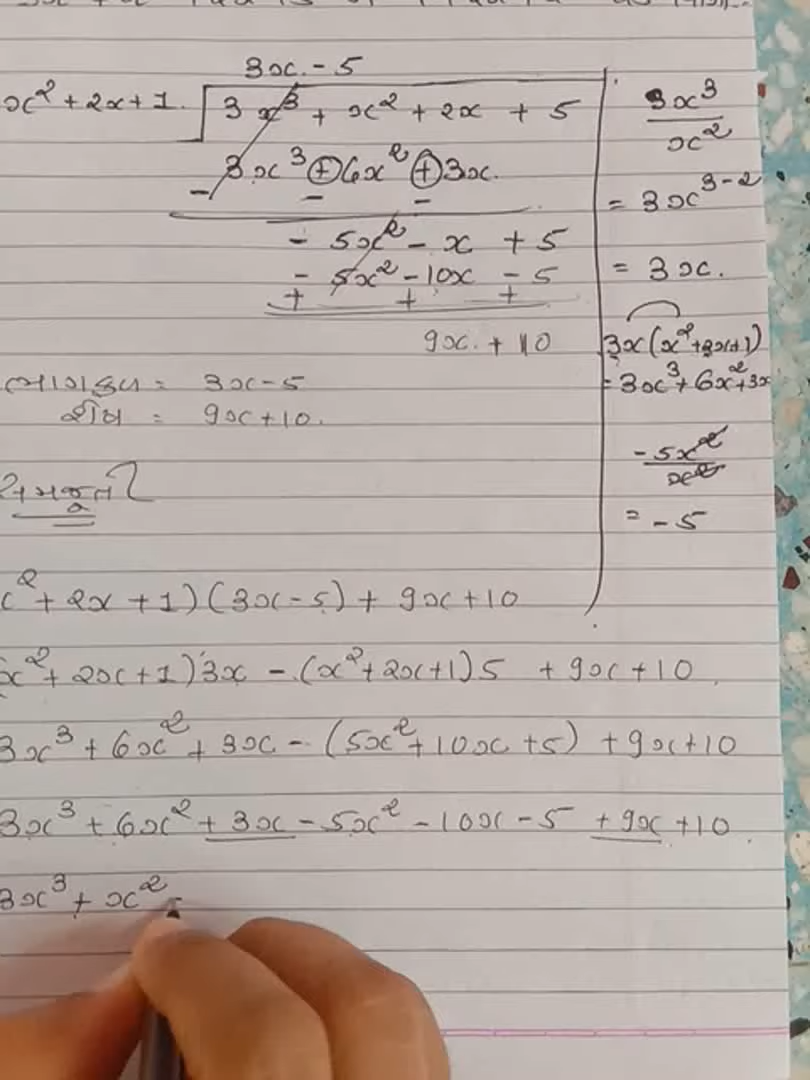 3x - 5
x² + 2x + 1 3x³ + x² + 2x + 5
3x³ + 6x² + 3x
- - -
- 5x² - x + 5
- 5x² - 10x - 5
+ + +
9x + 10
ભાગફળ = 3x - 5
શેષ = 9x + 10.
3x³
x²
= 3x³⁻²
= 3x.
3x(x²+2x+1)
= 3x³ + 6x² + 3x
-5x²
x²
= -5
+ 2x + 1)(3x - 5) + 9x + 10
x² + 2x + 1)3x - (x² + 2x + 1)5 + 9x + 10
3x³ + 6x² + 3x - (5x² + 10x + 5) + 9x + 10
3x³ + 6x² + 3x - 5x² - 10x - 5 + 9x + 10
3x³ + x²